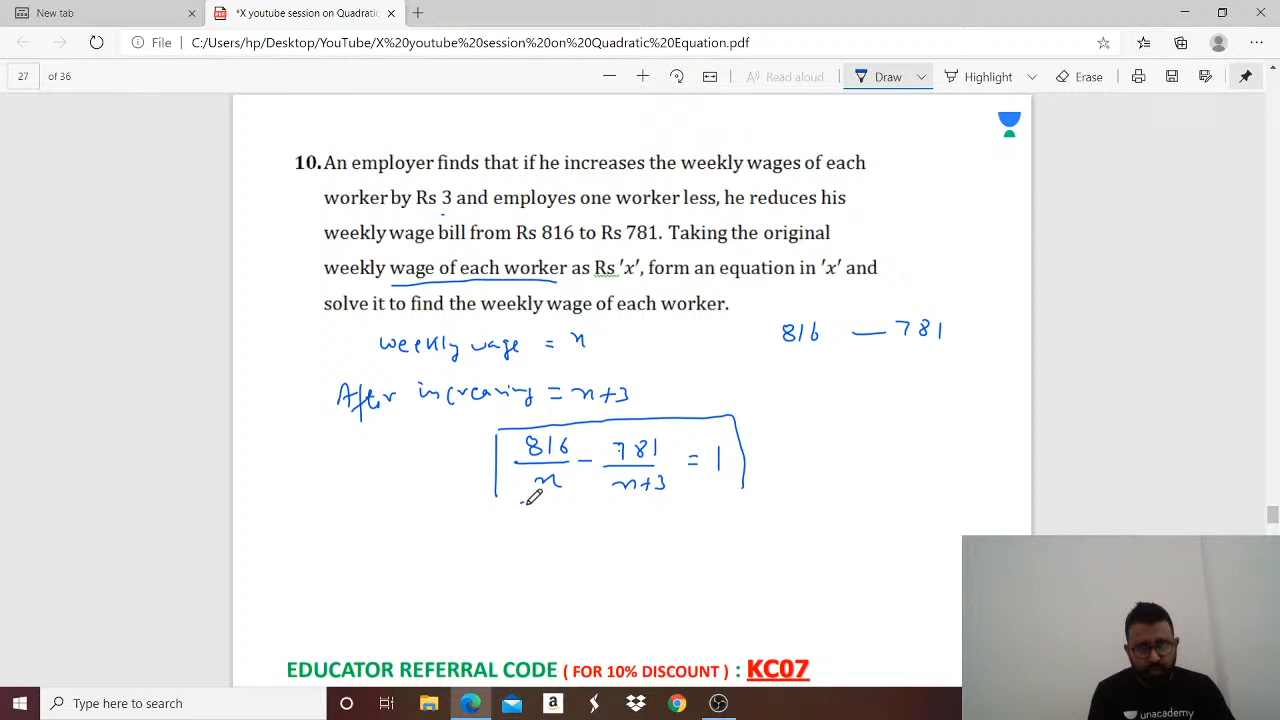 New tab
*X youtube session on Quadratic
File C:/Users/hp/Desktop/YouTube/X%20youtube%20session%20on%20Quadratic%20Equation.pdf
27 of 36
Read aloud
Draw
Highlight
Erase
10. An employer finds that if he increases the weekly wages of each
worker by Rs 3 and employes one worker less, he reduces his
weekly wage bill from Rs 816 to Rs 781. Taking the original
weekly wage of each worker as Rs 'x', form an equation in 'x' and
solve it to find the weekly wage of each worker.
816 — 781
weekly wage = x
After increasing = x+3
816/x - 781/x+3 = 1
EDUCATOR REFERRAL CODE ( FOR 10% DISCOUNT ) : KC07
unacademy
Type here to search